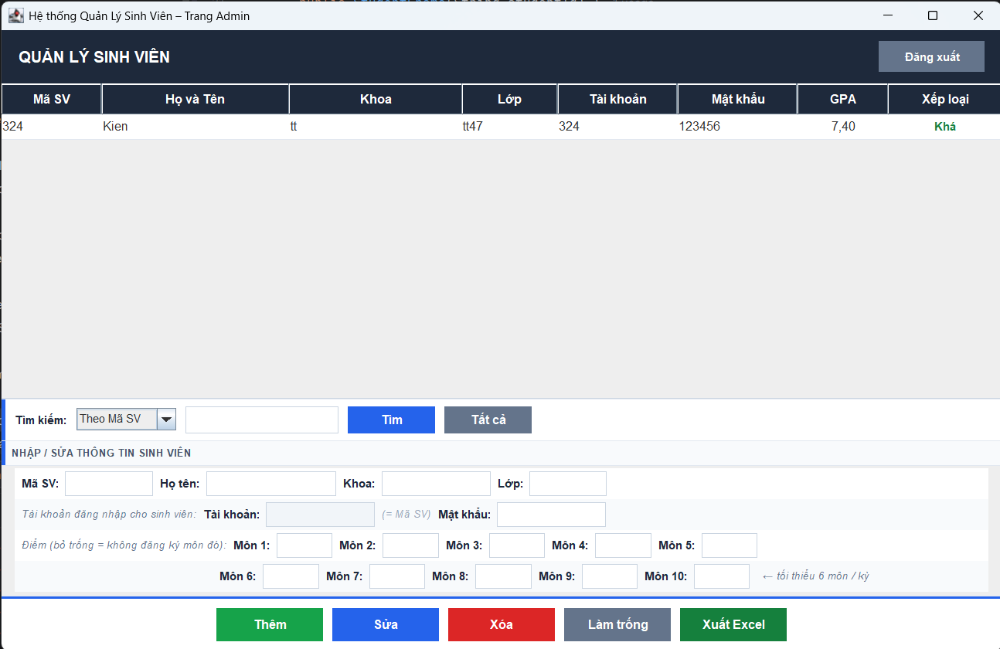 Hệ thống Quản Lý Sinh Viên – Trang Admin
QUẢN LÝ SINH VIÊN
Đăng xuất
Mã SV Họ và Tên Khoa Lớp Tài khoản Mật khẩu GPA Xếp loại
324 Kien tt tt47 324 123456 7,40 Khá
Tìm kiếm: Theo Mã SV Tìm Tất cả
NHẬP / SỬA THÔNG TIN SINH VIÊN
Mã SV: Họ tên: Khoa: Lớp:
Tài khoản đăng nhập cho sinh viên: Tài khoản: (= Mã SV) Mật khẩu:
Điểm (bỏ trống = không đăng ký môn đó): Môn 1: Môn 2: Môn 3: Môn 4: Môn 5:
Môn 6: Môn 7: Môn 8: Môn 9: Môn 10: ← tối thiểu 6 môn / kỳ
Thêm Sửa Xóa Làm trống Xuất Excel